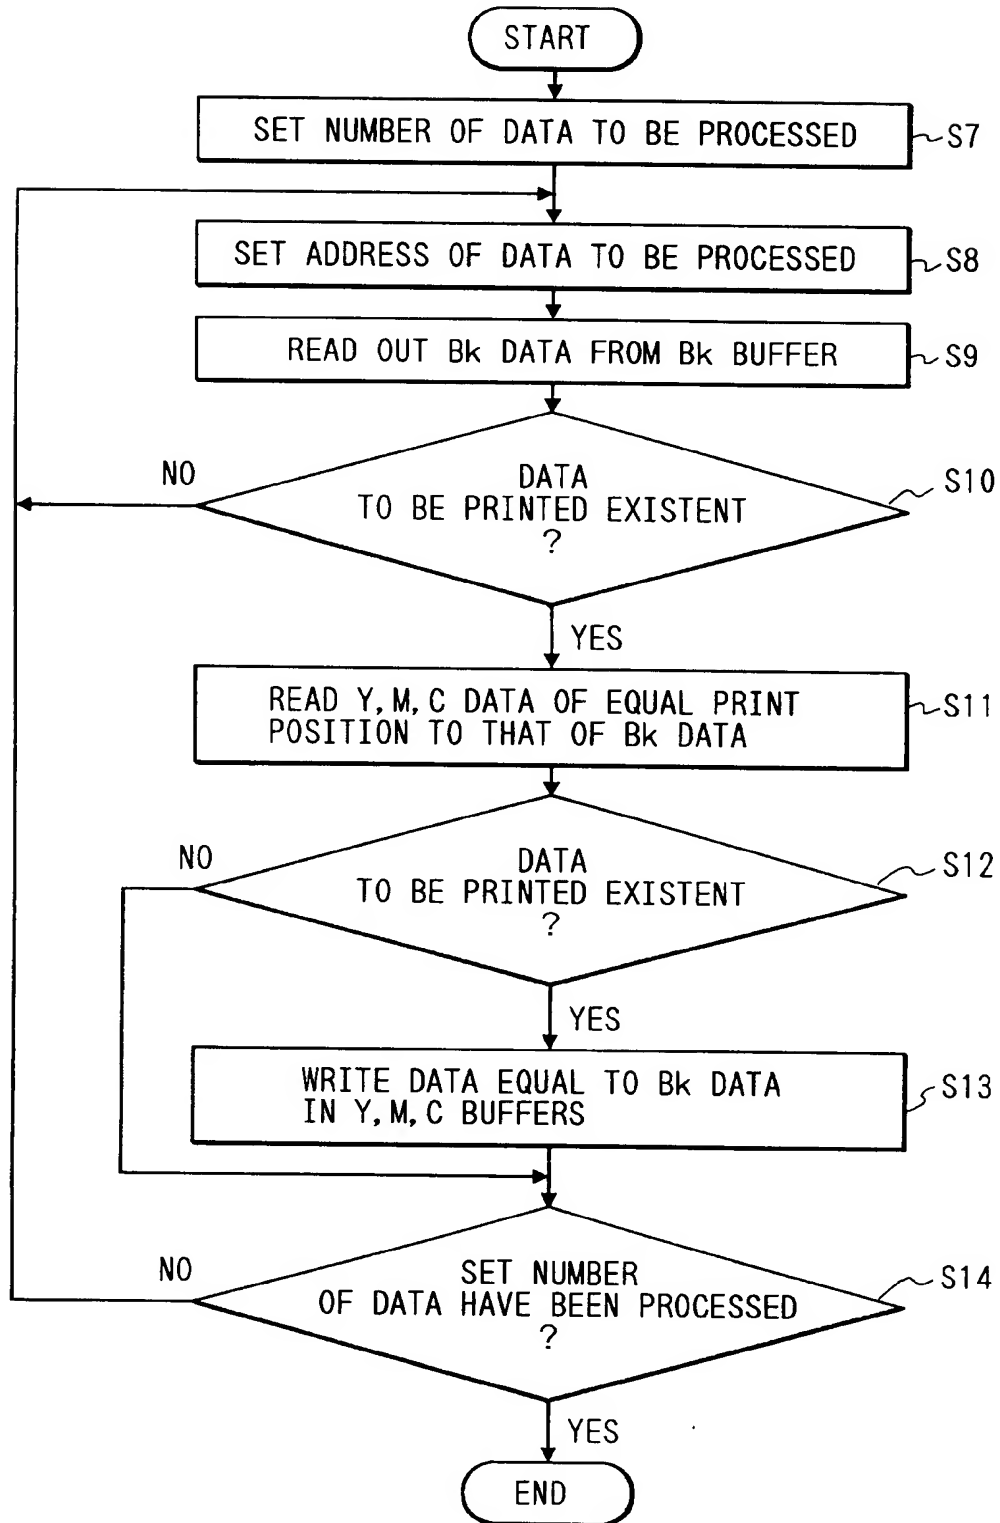 START
SET NUMBER OF DATA TO BE PROCESSED
S7
SET ADDRESS OF DATA TO BE PROCESSED
S8
READ OUT Bk DATA FROM Bk BUFFER
S9
NO
DATA
TO BE PRINTED EXISTENT
?
S10
YES
READ Y, M, C DATA OF EQUAL PRINT
POSITION TO THAT OF Bk DATA
S11
NO
DATA
TO BE PRINTED EXISTENT
?
S12
YES
WRITE DATA EQUAL TO Bk DATA
IN Y, M, C BUFFERS
S13
NO
SET NUMBER
OF DATA HAVE BEEN PROCESSED
?
S14
YES
END